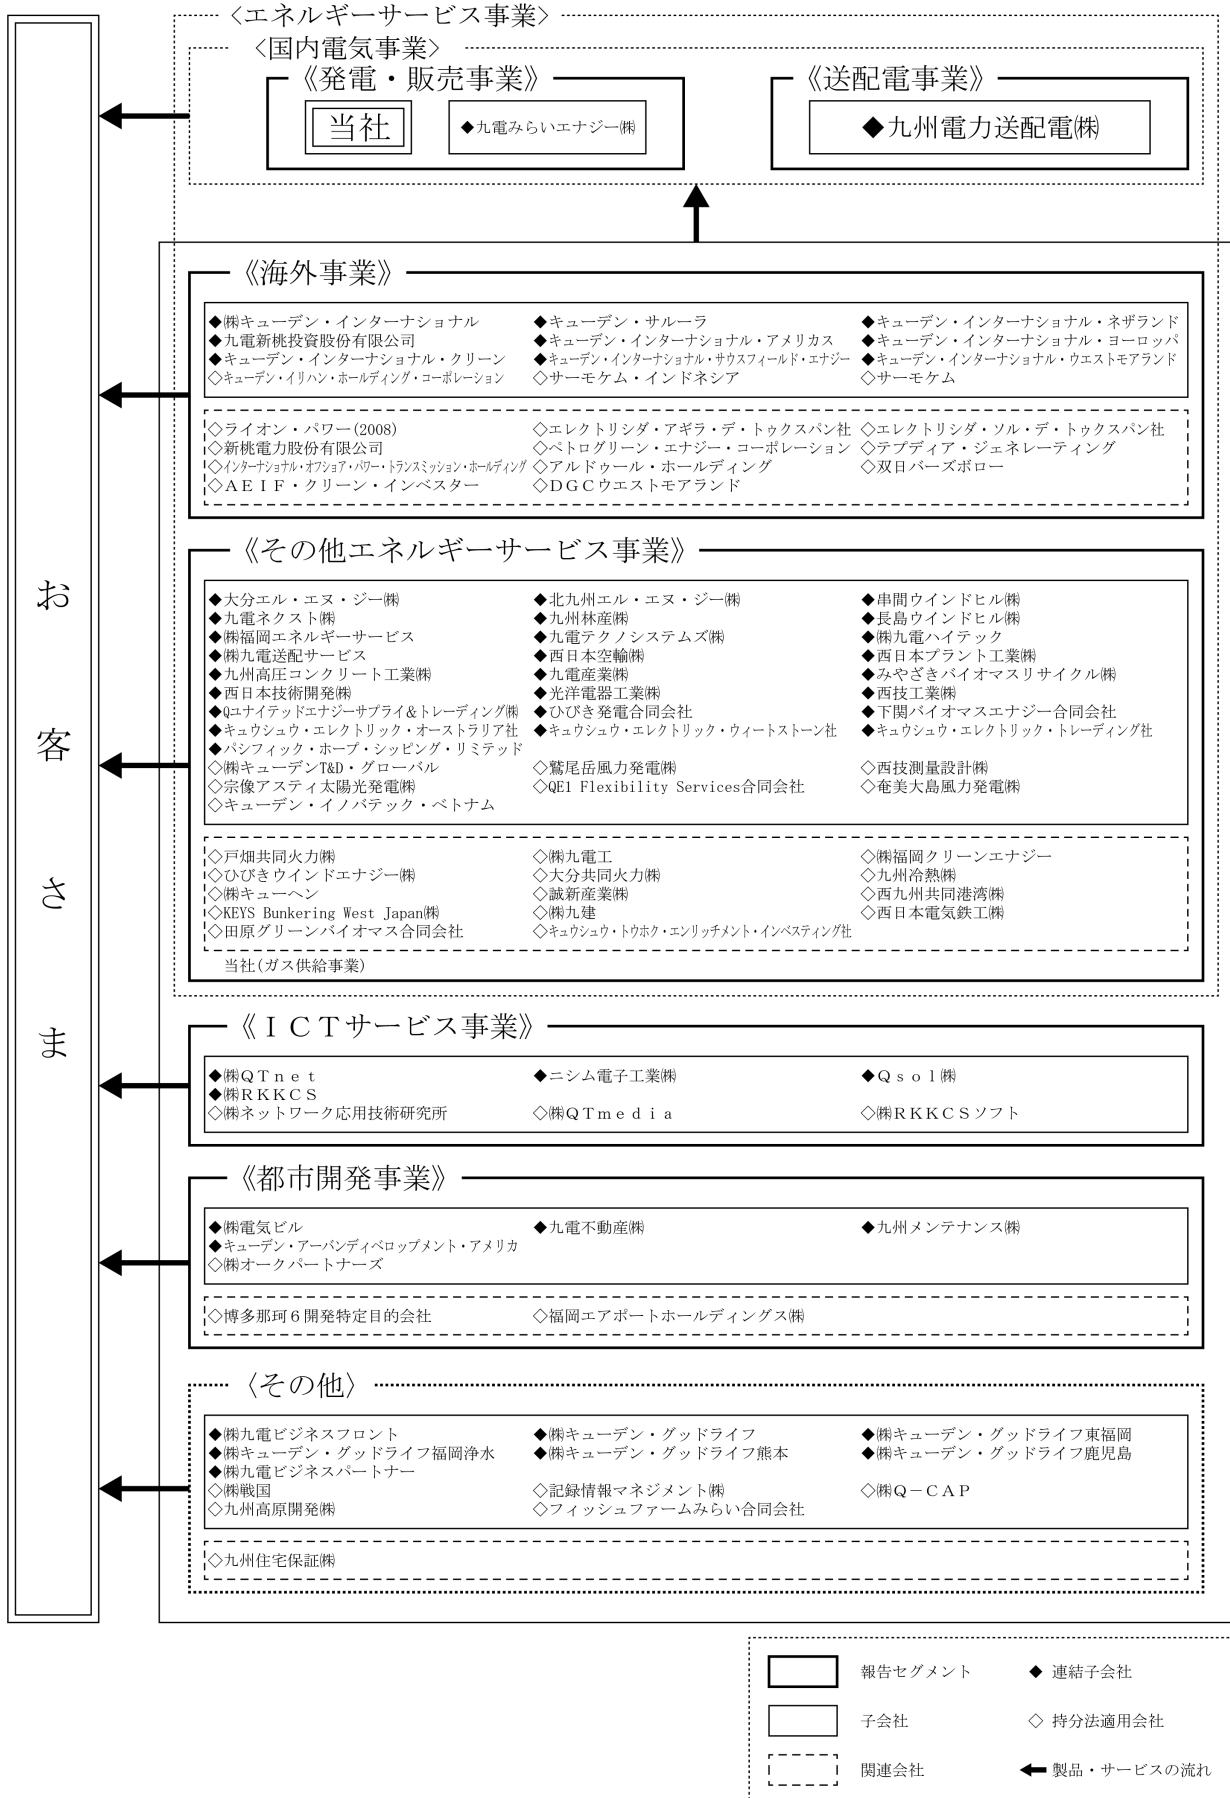 〈エネルギーサービス事業〉
〈国内電気事業〉
《発電・販売事業》 《送配電事業》
当社 ◆九電みらいエナジー㈱ ◆九州電力送配電㈱
《海外事業》
◆㈱キューデン・インターナショナル ◆キューデン・サルーラ ◆キューデン・インターナショナル・ネザランド
◆九電新桃投資股份有限公司 ◆キューデン・インターナショナル・アメリカス ◆キューデン・インターナショナル・ヨーロッパ
◆キューデン・インターナショナル・クリーン ◆キューデン・インターナショナル・サウスフィールド・エナジー ◆キューデン・インターナショナル・ウエストモアランド
◇キューデン・イリハン・ホールディング・コーポレーション ◇サーモケム・インドネシア ◇サーモケム
◇ライオン・パワー(2008) ◇エレクトリシダ・アギラ・デ・トゥクスパン社 ◇エレクトリシダ・ソル・デ・トゥクスパン社
◇新桃電力股份有限公司 ◇ペトログリーン・エナジー・コーポレーション ◇テプディア・ジェネレーティング
◇インターナショナル・オフショア・パワー・トランスミッション・ホールディング ◇アルドゥール・ホールディング ◇双日バーズボロー
◇ＡＥＩＦ・クリーン・インベスター ◇ＤＧＣウエストモアランド
《その他エネルギーサービス事業》
◆大分エル・エヌ・ジー㈱ ◆北九州エル・エヌ・ジー㈱ ◆串間ウインドヒル㈱
◆九電ネクスト㈱ ◆九州林産㈱ ◆長島ウインドヒル㈱
◆㈱福岡エネルギーサービス ◆九電テクノシステムズ㈱ ◆㈱九電ハイテック
◆㈱九電送配サービス ◆西日本空輸㈱ ◆西日本プラント工業㈱
◆九州高圧コンクリート工業㈱ ◆九電産業㈱ ◆みやざきバイオマスリサイクル㈱
◆西日本技術開発㈱ ◆光洋電器工業㈱ ◆西技工業㈱
◆Qユナイテッドエナジーサプライ&トレーディング㈱ ◆ひびき発電合同会社 ◆下関バイオマスエナジー合同会社
◆キュウシュウ・エレクトリック・オーストラリア社 ◆キュウシュウ・エレクトリック・ウィートストーン社 ◆キュウシュウ・エレクトリック・トレーディング社
◆パシフィック・ホープ・シッピング・リミテッド
◇㈱キューデンT&D・グローバル ◇鷲尾岳風力発電㈱ ◇西技測量設計㈱
◇宗像アスティ太陽光発電㈱ ◇QE1 Flexibility Services合同会社 ◇奄美大島風力発電㈱
◇キューデン・イノバテック・ベトナム
◇戸畑共同火力㈱ ◇㈱九電工 ◇㈱福岡クリーンエナジー
◇ひびきウインドエナジー㈱ ◇大分共同火力㈱ ◇九州冷熱㈱
◇㈱キューヘン ◇誠新産業㈱ ◇西九州共同港湾㈱
◇KEYS Bunkering West Japan㈱ ◇㈱九建 ◇西日本電気鉄工㈱
◇田原グリーンバイオマス合同会社 ◇キュウシュウ・トウホク・エンリッチメント・インベスティング社
当社(ガス供給事業)
《ＩＣＴサービス事業》
◆㈱ＱＴｎｅｔ ◆ニシム電子工業㈱ ◆Ｑｓｏｌ㈱
◆㈱ＲＫＫＣＳ
◇㈱ネットワーク応用技術研究所 ◇㈱ＱＴｍｅｄｉａ ◇㈱ＲＫＫＣＳソフト
《都市開発事業》
◆㈱電気ビル ◆九電不動産㈱ ◆九州メンテナンス㈱
◆キューデン・アーバンディベロップメント・アメリカ
◇㈱オークパートナーズ
◇博多那珂６開発特定目的会社 ◇福岡エアポートホールディングス㈱
〈その他〉
◆㈱九電ビジネスフロント ◆㈱キューデン・グッドライフ ◆㈱キューデン・グッドライフ東福岡
◆㈱キューデン・グッドライフ福岡浄水 ◆㈱キューデン・グッドライフ熊本 ◆㈱キューデン・グッドライフ鹿児島
◆㈱九電ビジネスパートナー
◇㈱戦国 ◇記録情報マネジメント㈱ ◇㈱Ｑ－ＣＡＰ
◇九州高原開発㈱ ◇フィッシュファームみらい合同会社
◇九州住宅保証㈱
お客さま
報告セグメント ◆ 連結子会社
子会社 ◇ 持分法適用会社
関連会社 製品・サービスの流れ